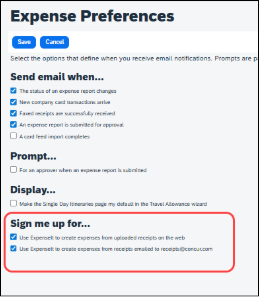 Expense Preferences
Save Cancel
Select the options that define when you receive email notifications. Prompts are p
Send email when...
The status of an expense report changes
New company card transactions arrive
Faxed receipts are successfully received
An expense report is submitted for approval
A card feed import completes
Prompt...
For an approver when an expense report is submitted
Display...
Make the Single Day Itineraries page my default in the Travel Allowance wizard
Sign me up for...
Use ExpenseIt to create expenses from uploaded receipts on the web
Use ExpenseIt to create expenses from receipts emailed to receipts@concur.com